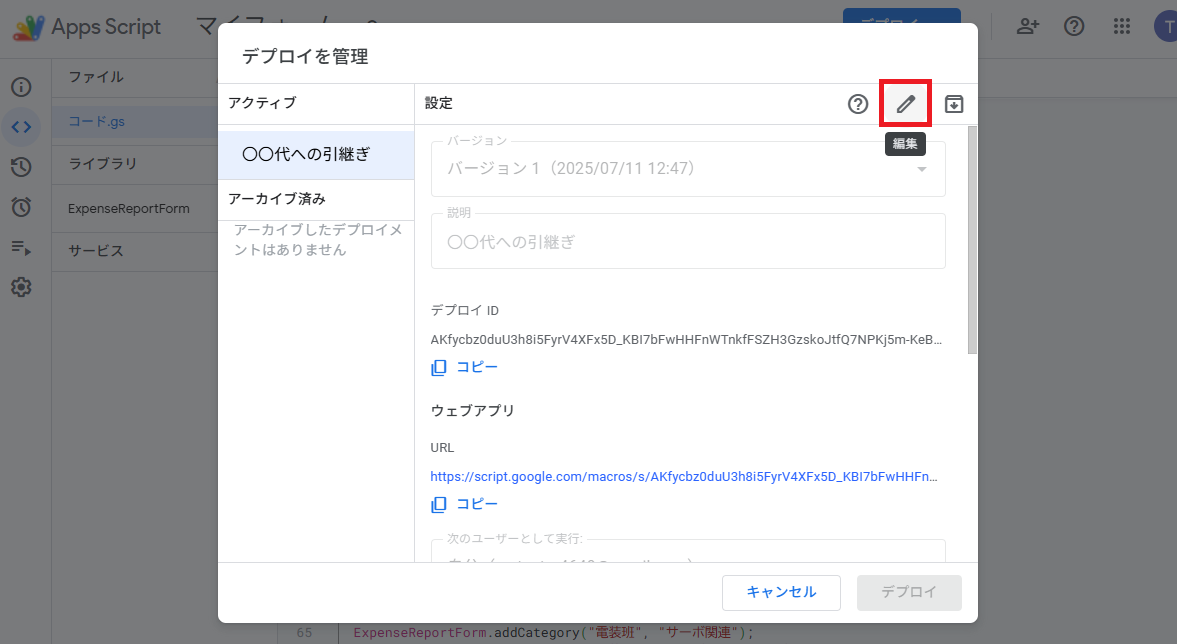 Apps Script
デプロイ
T
ファイル
コード.gs
ライブラリ
ExpenseReportForm
サービス
デプロイを管理
アクティブ
〇〇代への引継ぎ
アーカイブ済み
アーカイブしたデプロイメ
ントはありません
設定
編集
バージョン
バージョン 1（2025/07/11 12:47）
説明
〇〇代への引継ぎ
デプロイ ID
AKfycbz0duU3h8i5FyrV4XFx5D_KBI7bFwHHFnWTnkfFSZH3GzskoJtfQ7NPKj5m-KeB…
コピー
ウェブアプリ
URL
https://script.google.com/macros/s/AKfycbz0duU3h8i5FyrV4XFx5D_KBI7bFwHHFn…
コピー
次のユーザーとして実行:
キャンセル
デプロイ
65 ExpenseReportForm.addCategory("電装班", "サーボ関連");